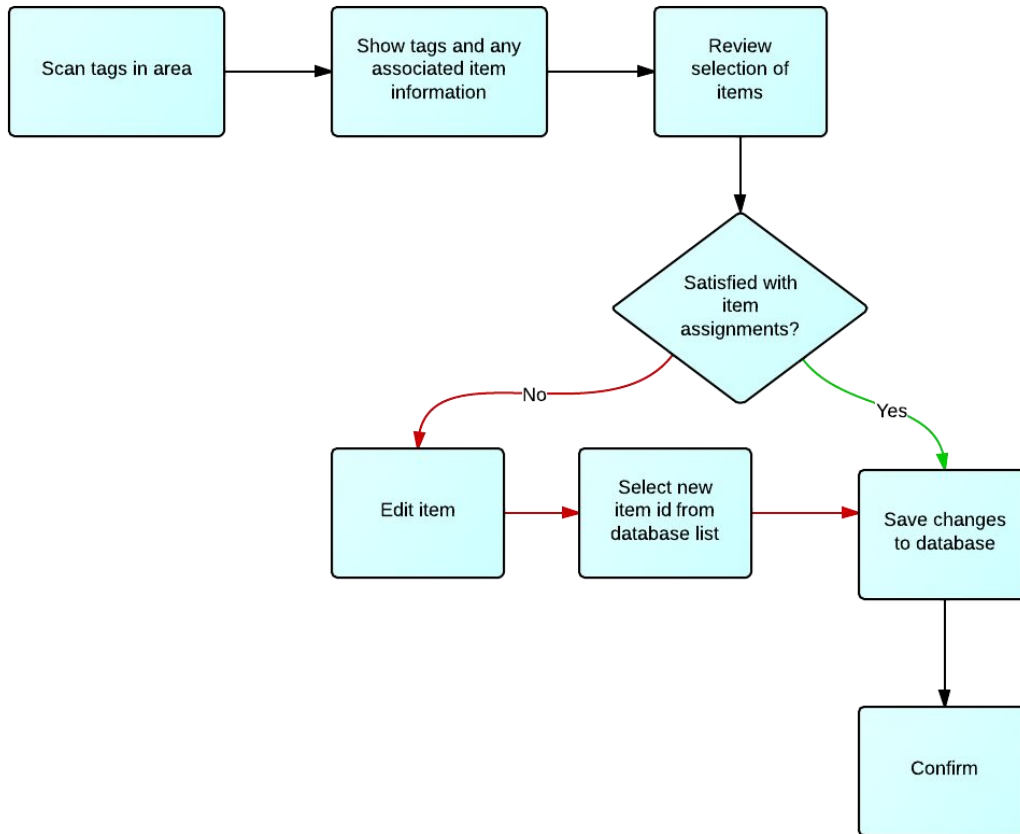 Scan tags in area
Show tags and any
associated item
information
Review
selection of
items
Satisfied with
item
assignments?
No
Yes
Edit item
Select new
item id from
database list
Save changes
to database
Confirm